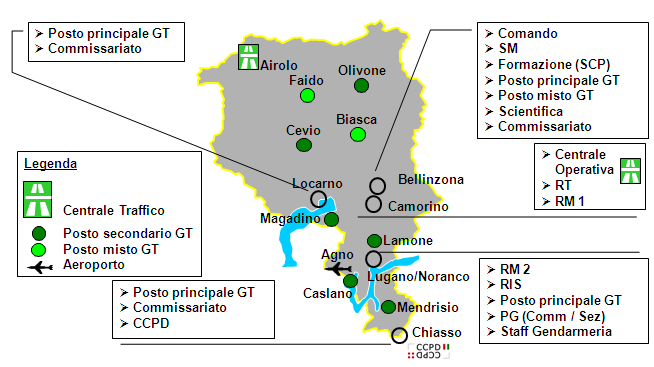 Posto principale GT
Commissariato
Comando
SM
Formazione (SCP)
Posto principale GT
Posto misto GT
Scientifica
Commissariato
Airolo
Faido
Olivone
Biasca
Cevio
Centrale
Operativa
RT
RM 1
Legenda
Centrale Traffico
Posto secondario GT
Posto misto GT
Aeroporto
Locarno
Bellinzona
Camorino
Magadino
Lamone
Agno
Lugano/Noranco
Caslano
Mendrisio
Chiasso
CCPD
CCPD
Posto principale GT
Commissariato
CCPD
RM 2
RIS
Posto principale GT
PG (Comm / Sez)
Staff Gendarmeria